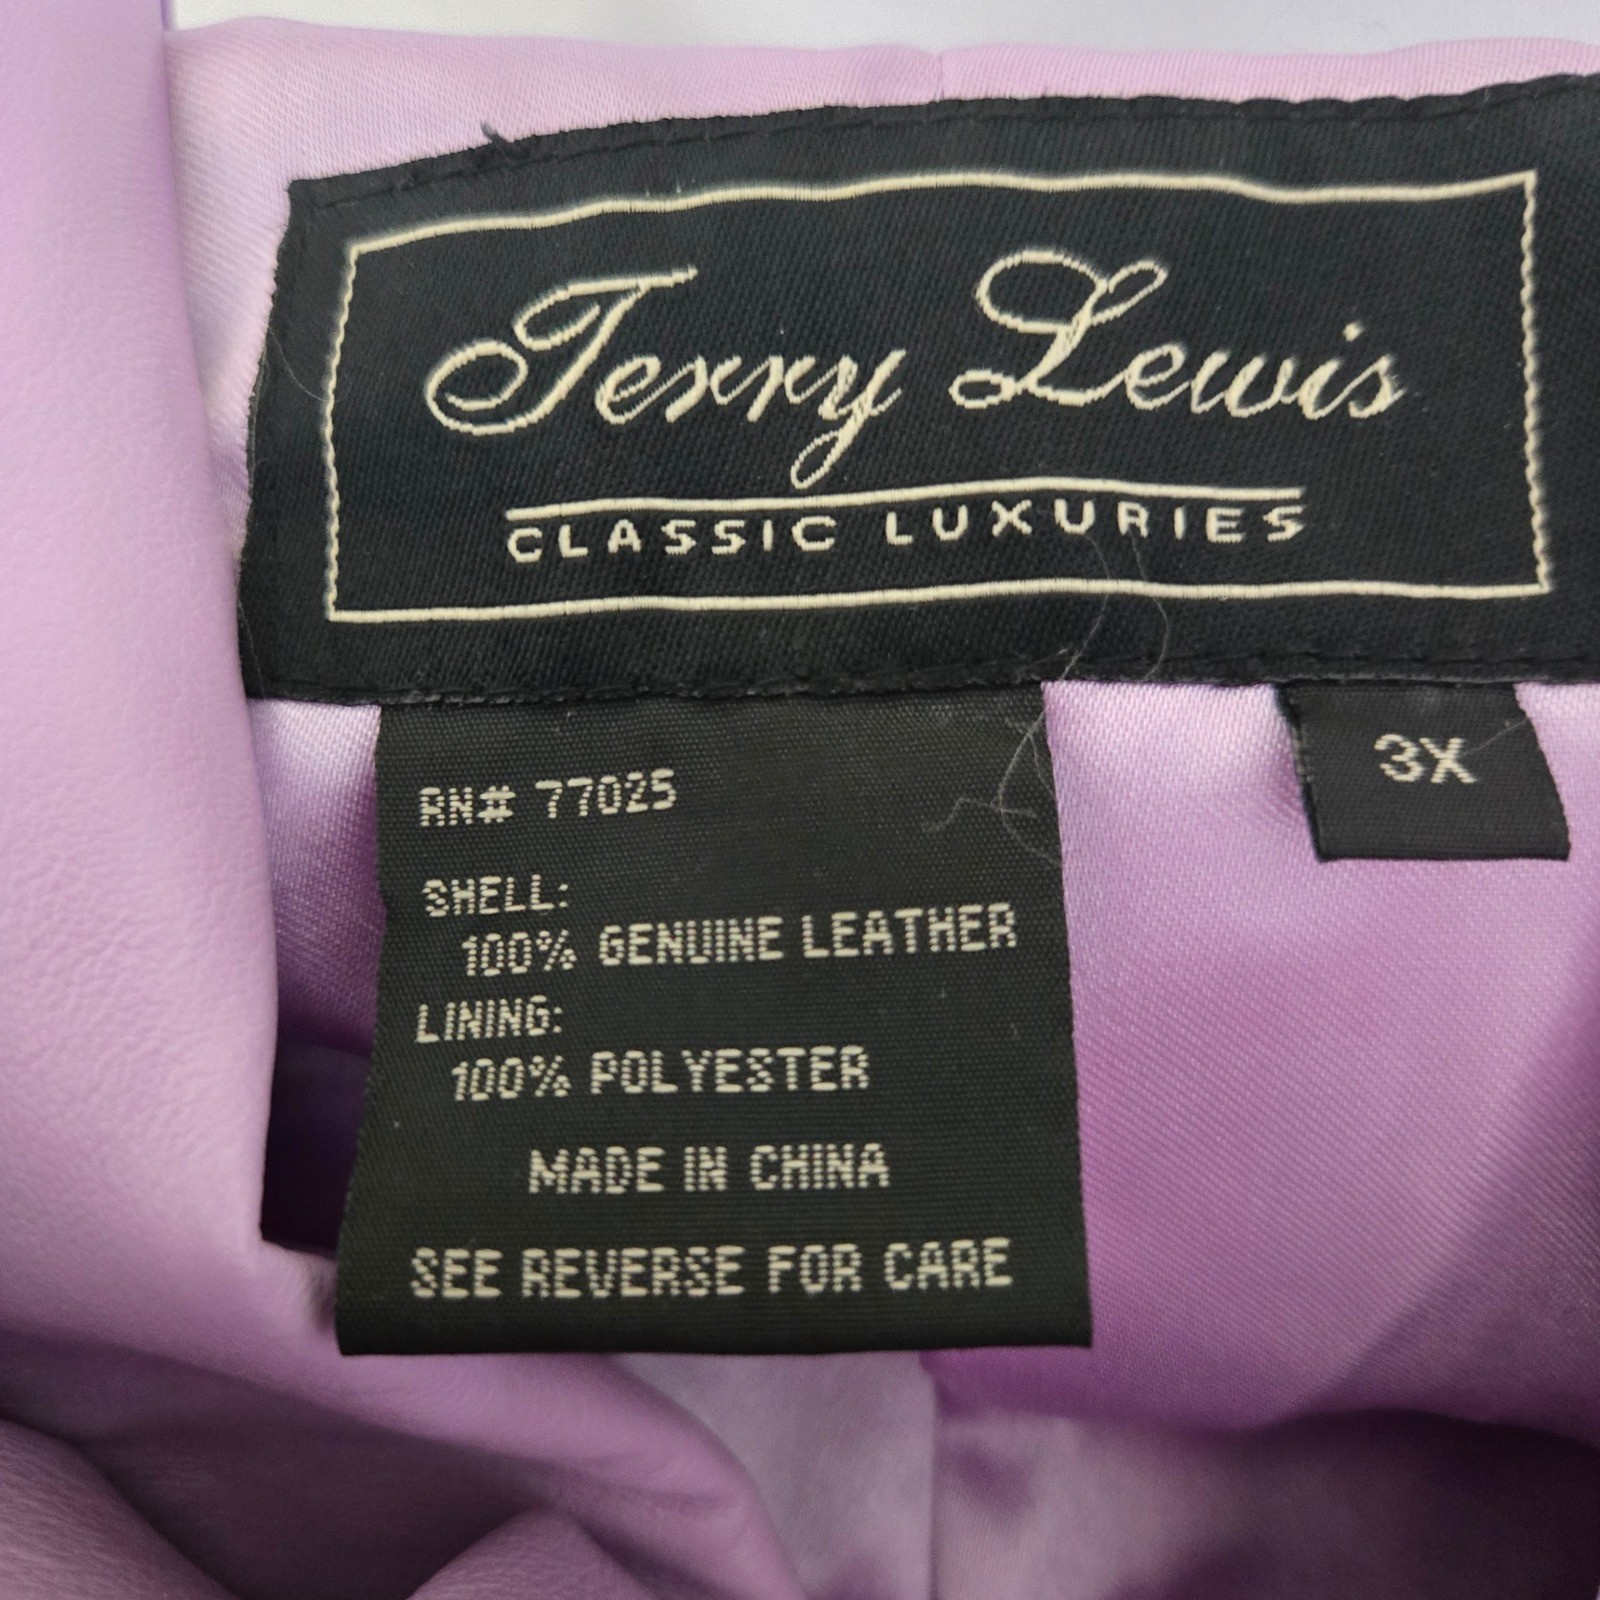 Terry Lewis
CLASSIC LUXURIES
3X
RN# 77025
SHELL:
100% GENUINE LEATHER
LINING:
100% POLYESTER
MADE IN CHINA
SEE REVERSE FOR CARE